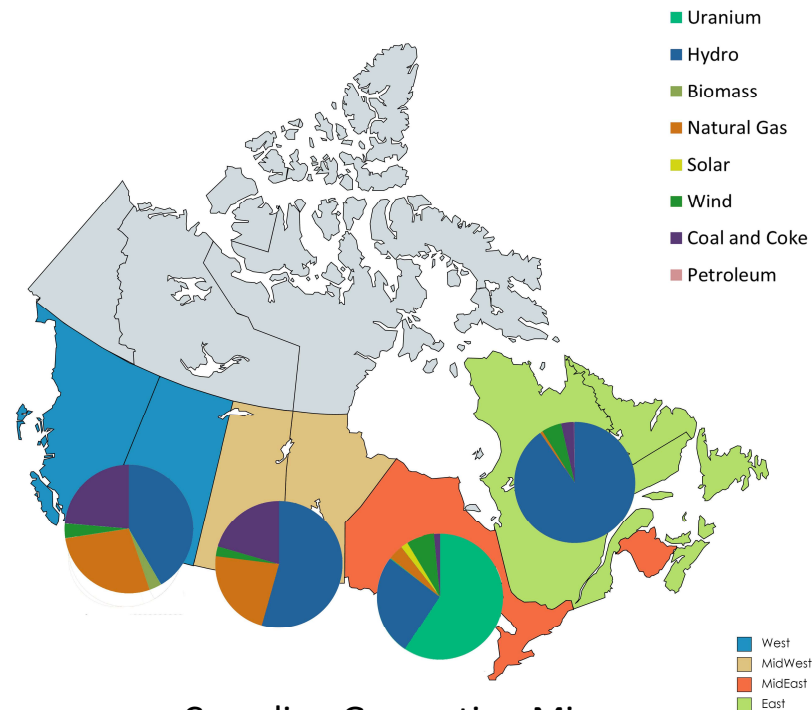 Uranium
Hydro
Biomass
Natural Gas
Solar
Wind
Coal and Coke
Petroleum
West
MidWest
MidEast
East